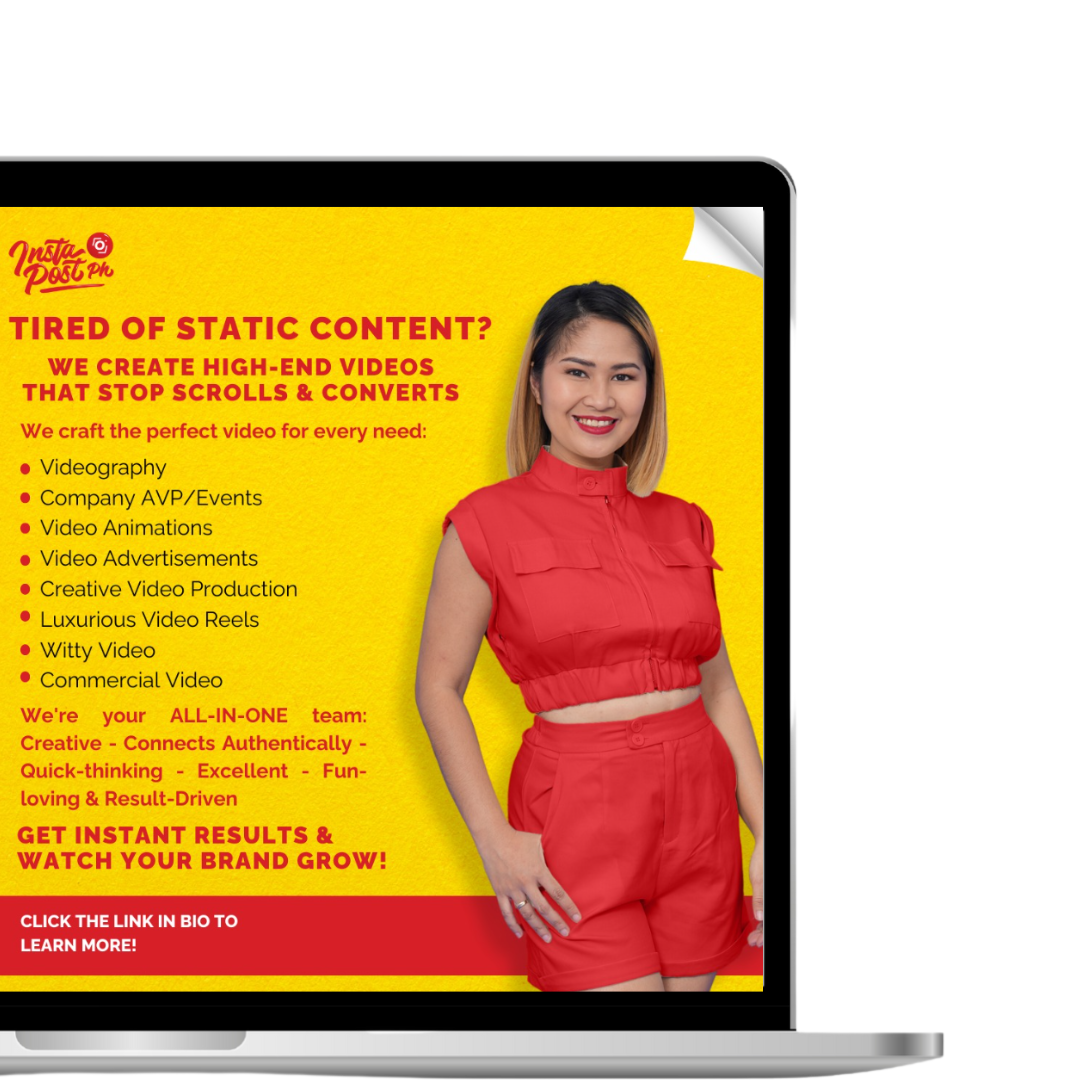 Insta
Post Ph
TIRED OF STATIC CONTENT?
WE CREATE HIGH-END VIDEOS
THAT STOP SCROLLS & CONVERTS
We craft the perfect video for every need:
Videography
Company AVP/Events
Video Animations
Video Advertisements
Creative Video Production
Luxurious Video Reels
Witty Video
Commercial Video
We're your ALL-IN-ONE team:
Creative - Connects Authentically -
Quick-thinking - Excellent - Fun-
loving & Result-Driven
GET INSTANT RESULTS &
WATCH YOUR BRAND GROW!
CLICK THE LINK IN BIO TO
LEARN MORE!